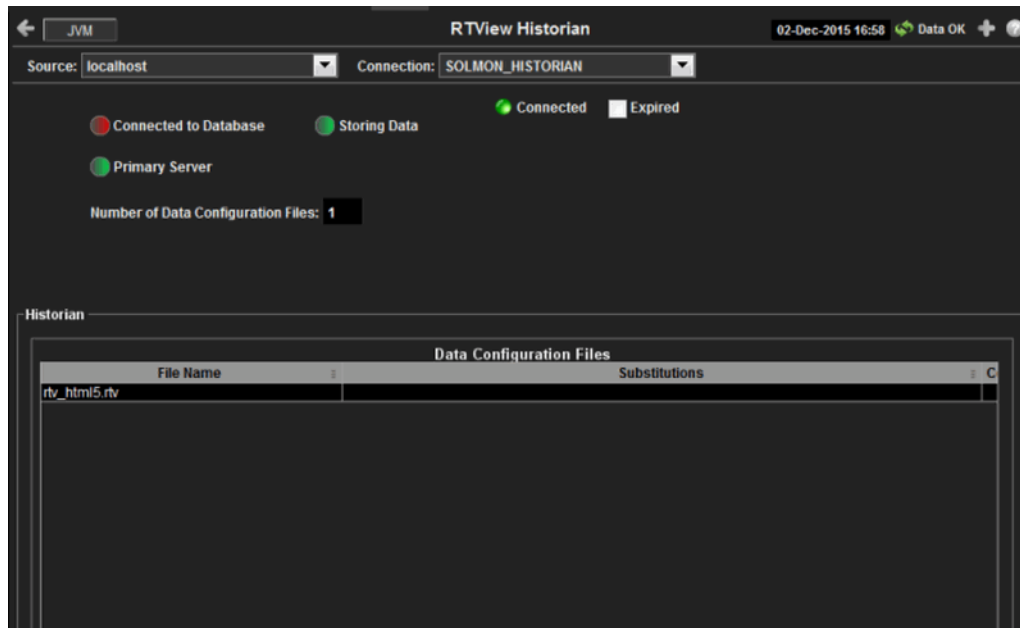 JVM RTView Historian 02-Dec-2015 16:58 Data OK
Source: localhost Connection: SOLMON_HISTORIAN
Connected Expired
Connected to Database Storing Data
Primary Server
Number of Data Configuration Files: 1
Historian
Data Configuration Files
File Name Substitutions
rtv_html5.rtv